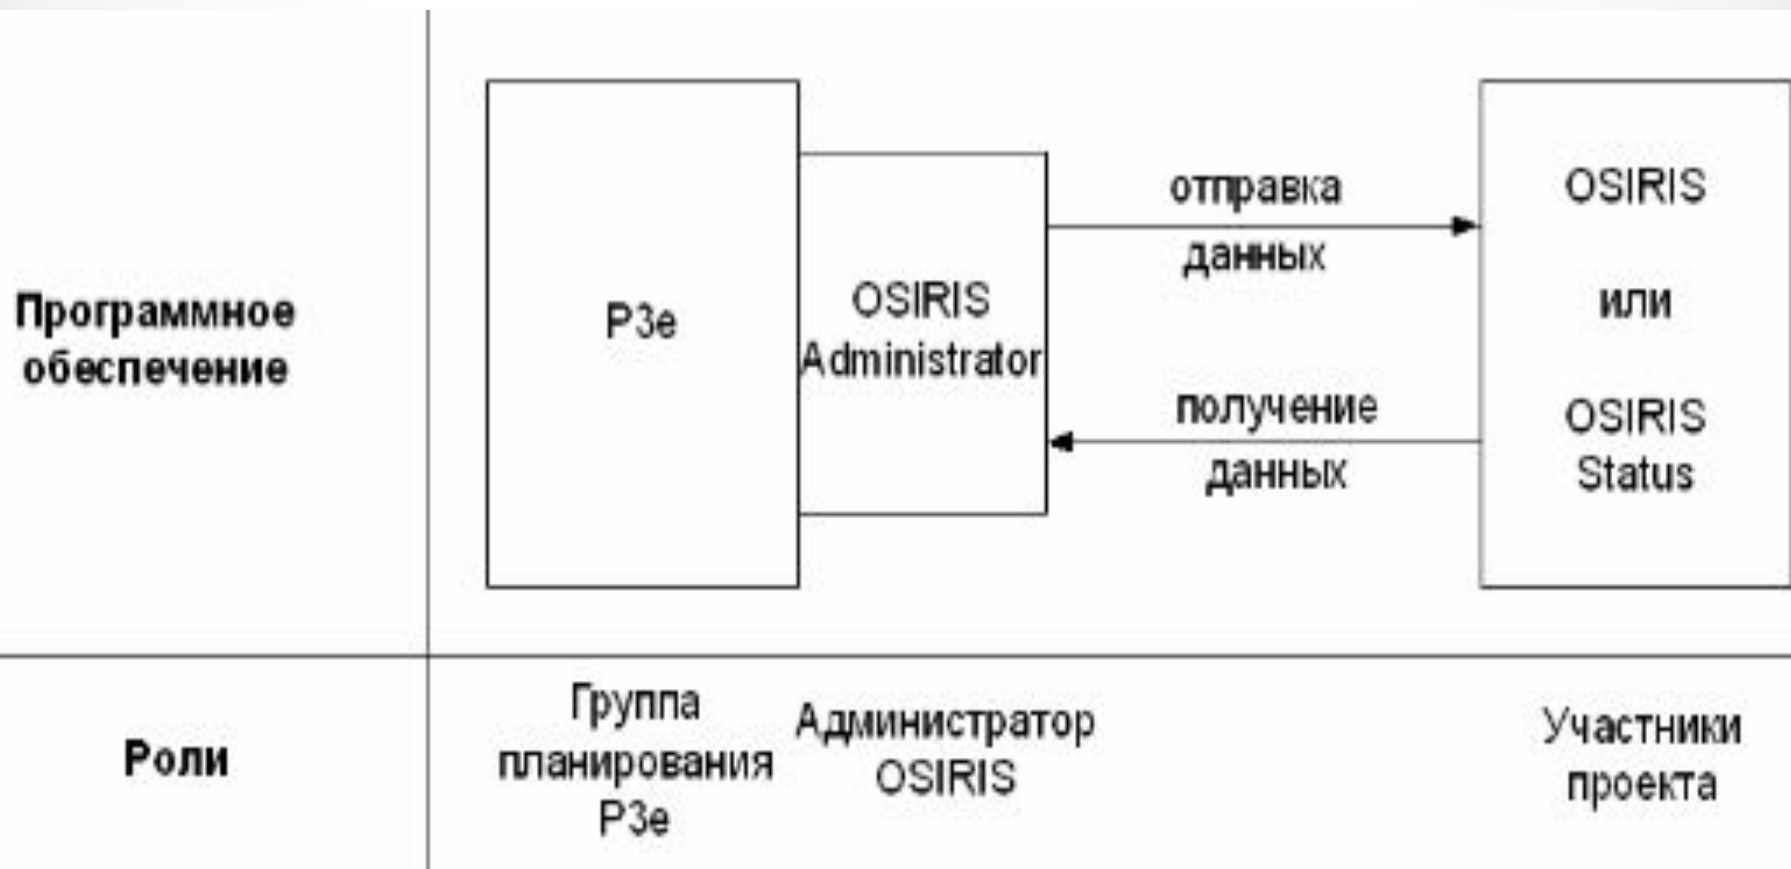 Программное
обеспечение
P3e
OSIRIS
Administrator
отправка
данных
получение
данных
OSIRIS
или
OSIRIS
Status
Роли
Группа
планирования
P3e
Администратор
OSIRIS
Участники
проекта